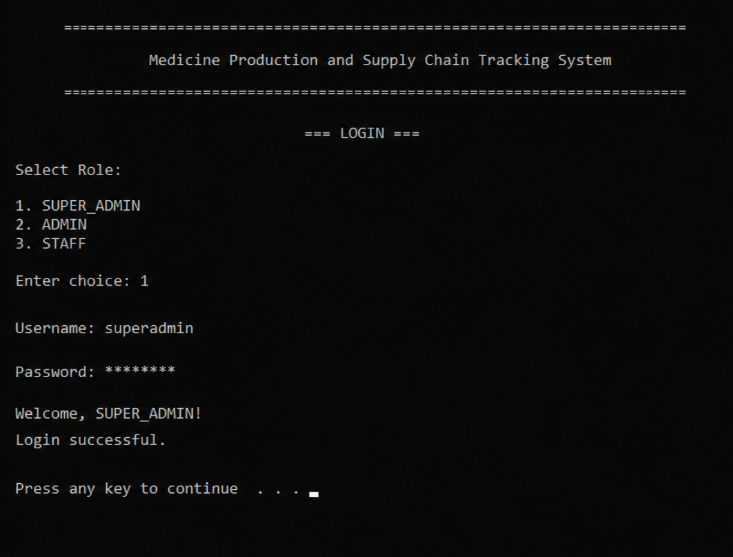 ======================================================================
Medicine Production and Supply Chain Tracking System
======================================================================
=== LOGIN ===
Select Role:
1. SUPER_ADMIN
2. ADMIN
3. STAFF
Enter choice: 1
Username: superadmin
Password: ********
Welcome, SUPER_ADMIN!
Login successful.
Press any key to continue  . . .